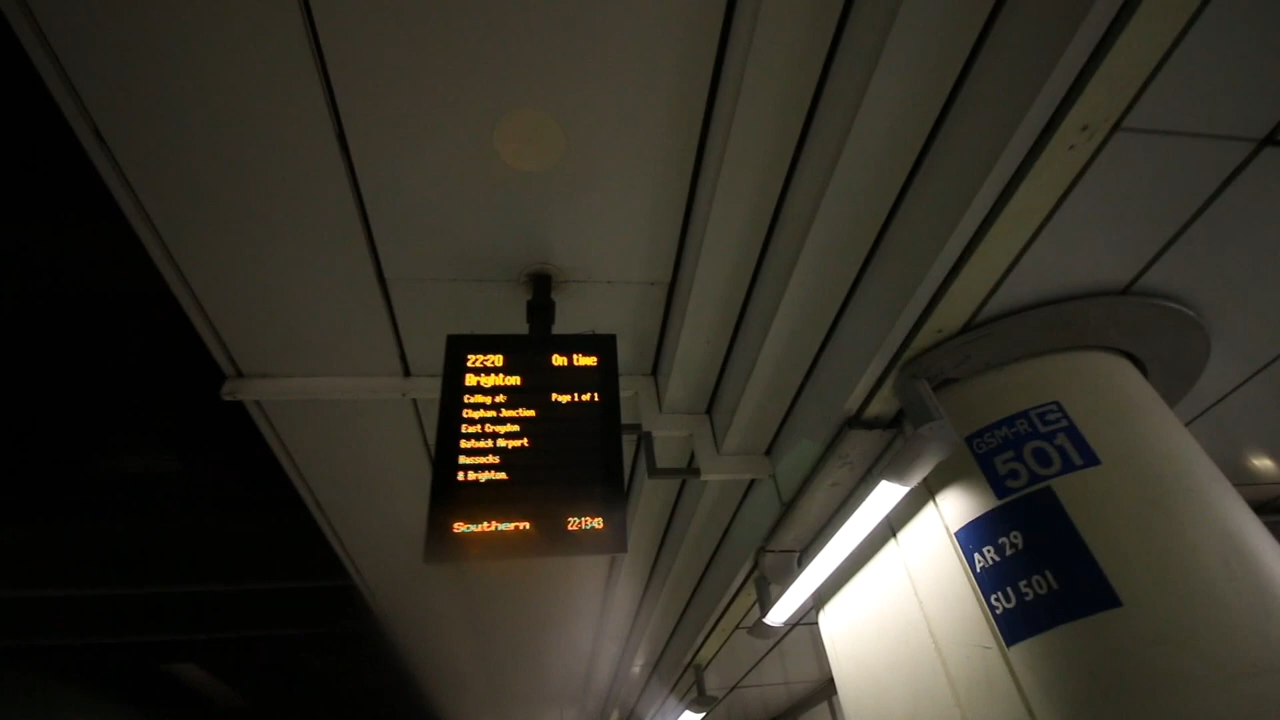 22:20 On time
Brighton
Calling at: Page 1 of 1
Clapham Junction
East Croydon
Gatwick Airport
Hassocks
& Brighton.
Southern 22:13:43
GSM-R
501
AR 29
SU 501